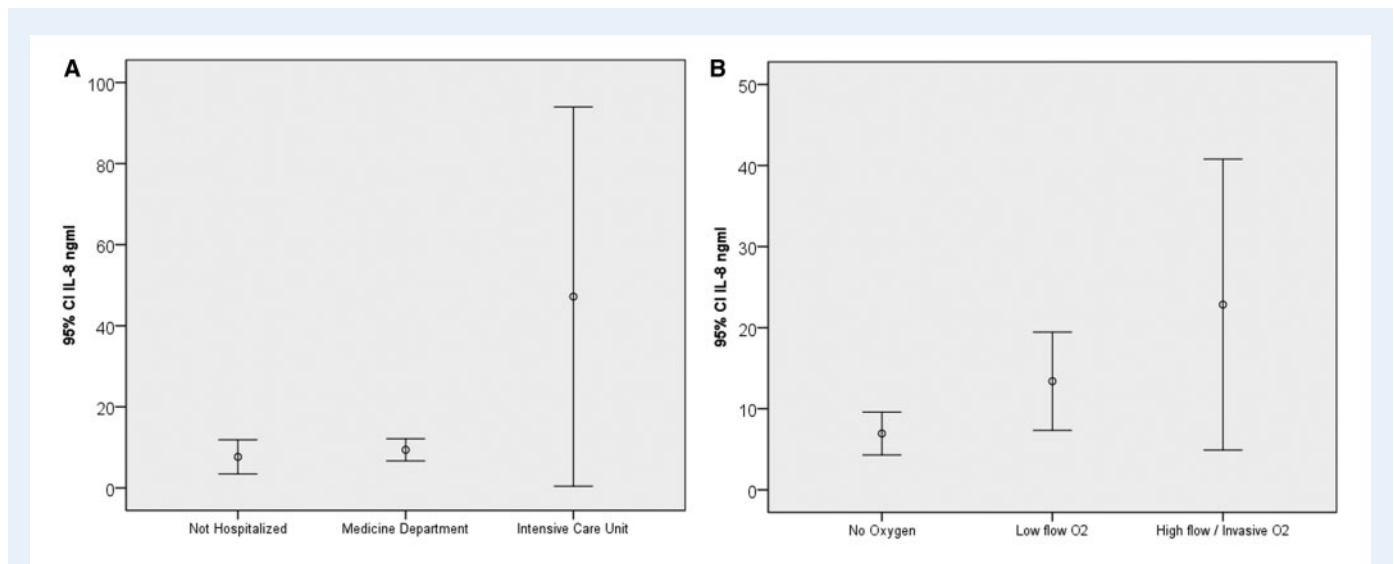 A
95% CI IL-8 ngml
100
80
60
40
20
0
Not Hospitalized
Medicine Department
Intensive Care Unit
B
95% CI IL-8 ngml
50
40
30
20
10
0
No Oxygen
Low flow O2
High flow / Invasive O2